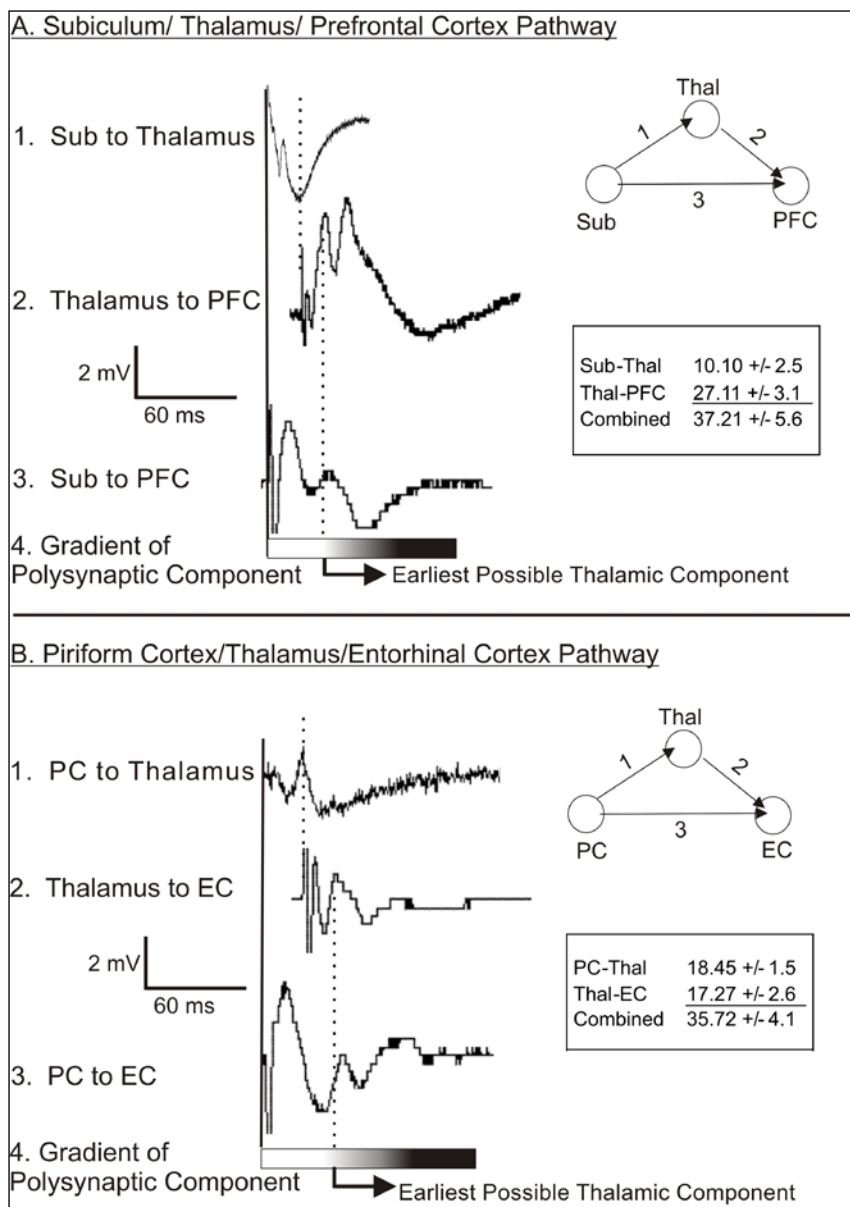 A. Subiculum/ Thalamus/ Prefrontal Cortex Pathway
1. Sub to Thalamus
2. Thalamus to PFC
2 mV
60 ms
3. Sub to PFC
4. Gradient of
Polysynaptic Component
Earliest Possible Thalamic Component
Thal
1
2
3
Sub
PFC
Sub-Thal 10.10 +/- 2.5
Thal-PFC 27.11 +/- 3.1
Combined 37.21 +/- 5.6
B. Piriform Cortex/Thalamus/Entorhinal Cortex Pathway
1. PC to Thalamus
2. Thalamus to EC
2 mV
60 ms
3. PC to EC
4. Gradient of
Polysynaptic Component
Earliest Possible Thalamic Component
Thal
1
2
3
PC
EC
PC-Thal 18.45 +/- 1.5
Thal-EC 17.27 +/- 2.6
Combined 35.72 +/- 4.1